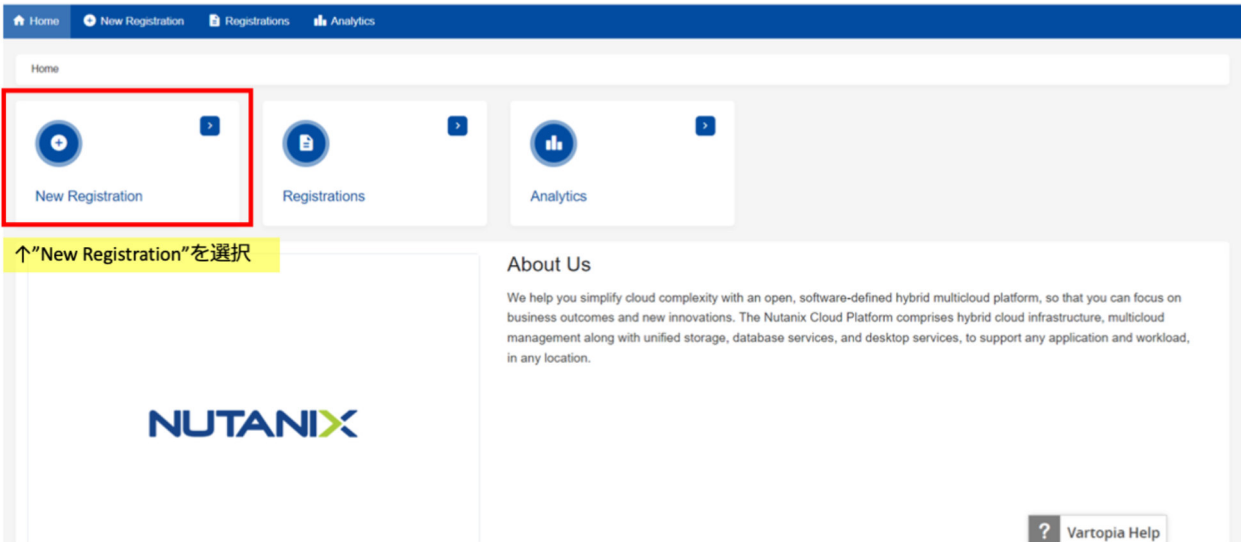 Home New Registration Registrations Analytics
Home
New Registration Registrations Analytics
↑”New Registration”を選択
About Us
We help you simplify cloud complexity with an open, software-defined hybrid multicloud platform, so that you can focus on
business outcomes and new innovations. The Nutanix Cloud Platform comprises hybrid cloud infrastructure, multicloud
management along with unified storage, database services, and desktop services, to support any application and workload,
in any location.
NUTANIX
? Vartopia Help